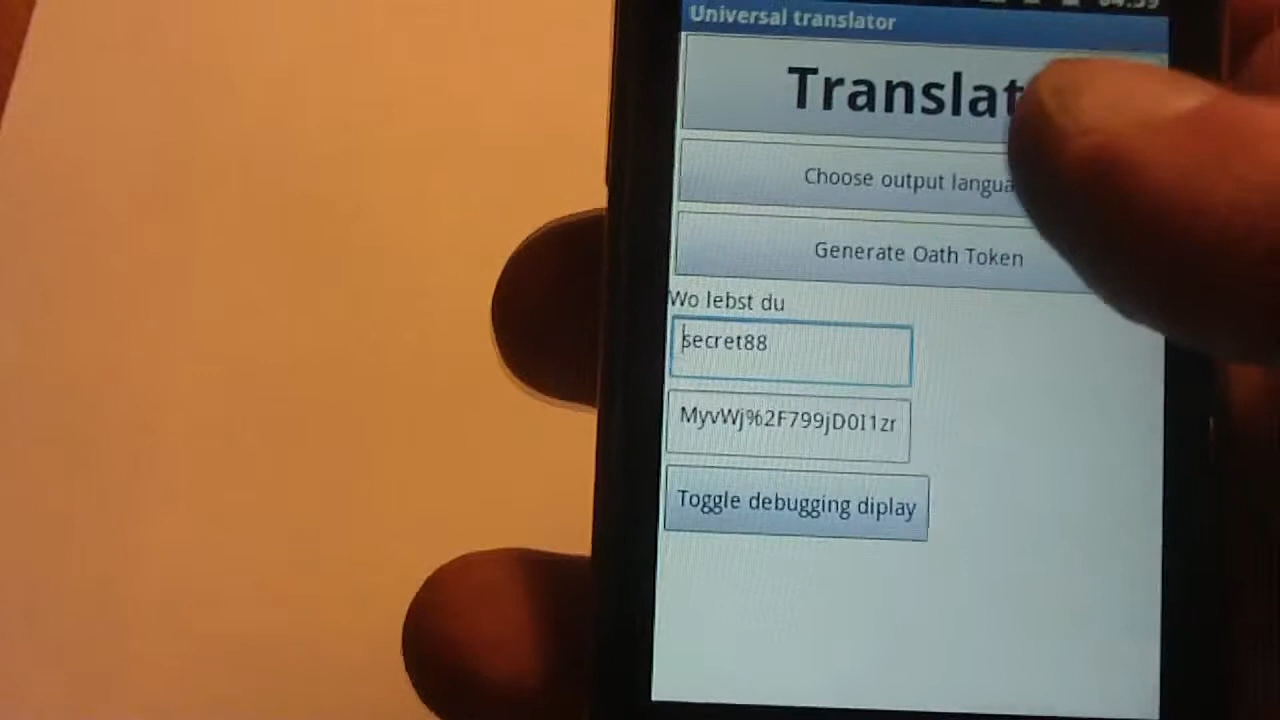 Universal translator
Translat
Choose output langua
Generate Oath Token
Wo lebst du
secret88
MyvWj%2F799jD0I1zr
Toggle debugging diplay